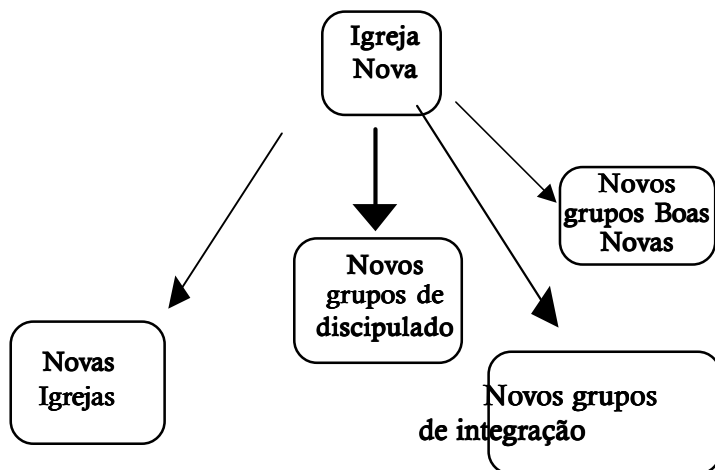 Igreja
Nova
Novos
grupos Boas
Novas
Novos
grupos de
discipulado
Novas
Igrejas
Novos grupos
de integração